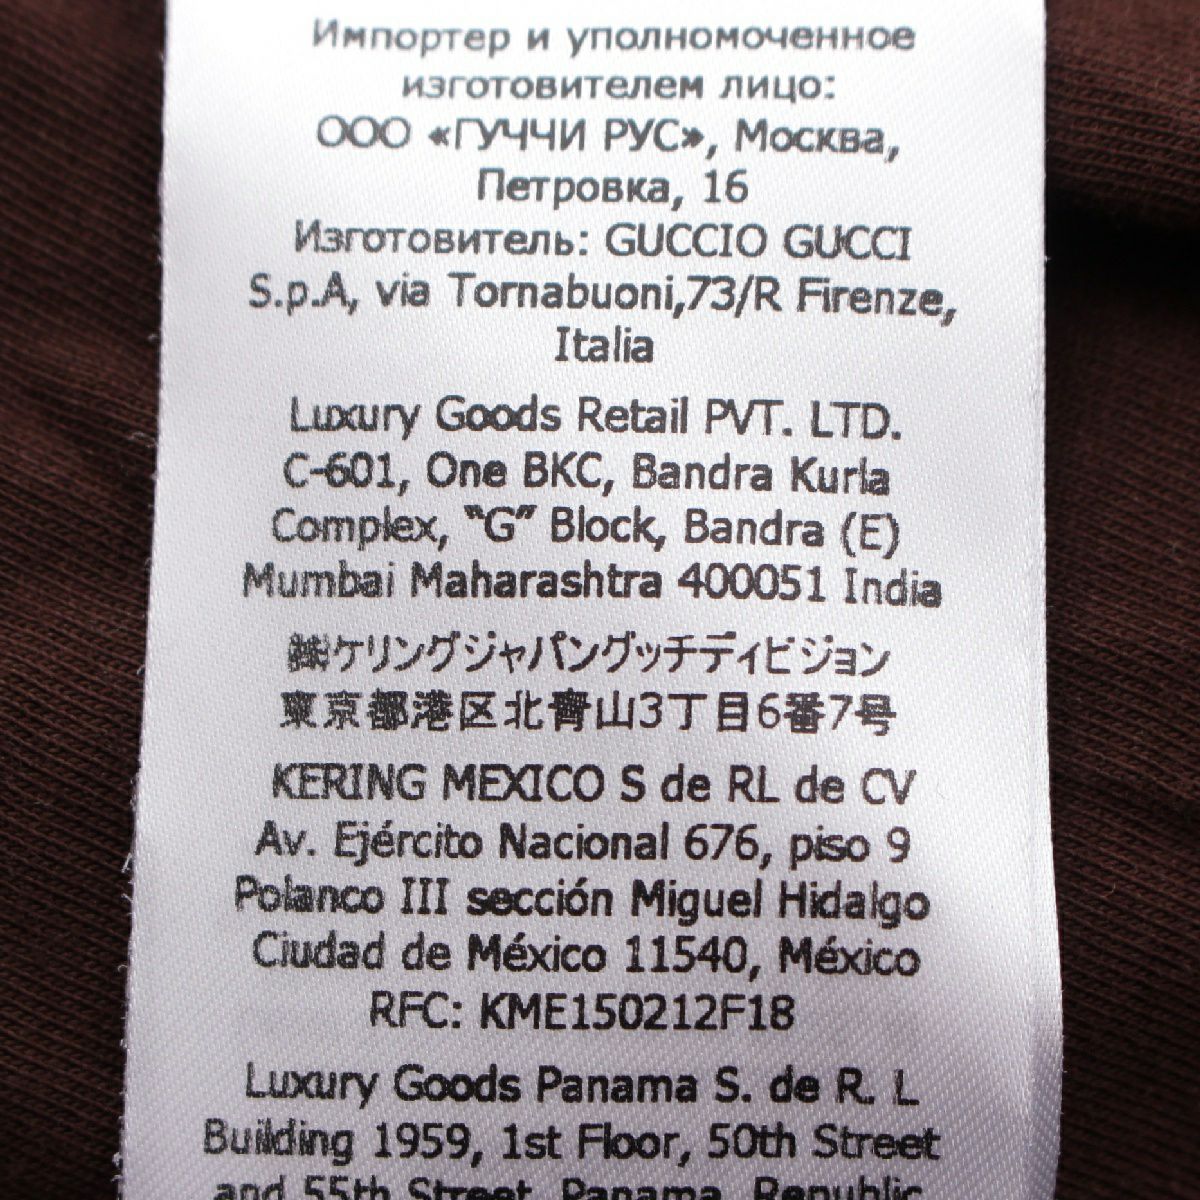 Импортер и уполномоченное
изготовителем лицо:
ООО «ГУЧЧИ РУС», Москва,
Петровка, 16
Изготовитель: GUCCIO GUCCI
S.p.A, via Tornabuoni,73/R Firenze,
Italia
Luxury Goods Retail PVT. LTD.
C-601, One BKC, Bandra Kurla
Complex, “G” Block, Bandra (E)
Mumbai Maharashtra 400051 India
㈱ケリングジャパングッチディビジョン
東京都港区北青山3丁目6番7号
KERING MEXICO S de RL de CV
Av. Ejército Nacional 676, piso 9
Polanco III sección Miguel Hidalgo
Ciudad de México 11540, México
RFC: KME150212F18
Luxury Goods Panama S. de R. L
Building 1959, 1st Floor, 50th Street
and 55th Street, Panama, Republic